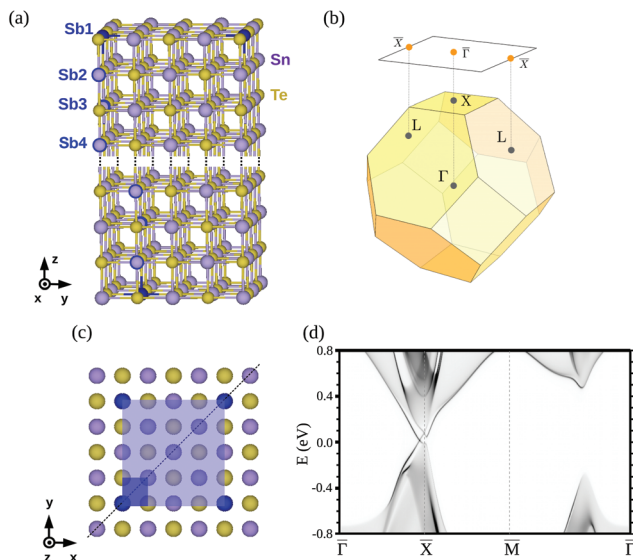 (a)
Sb1
Sb2
Sb3
Sb4
Sn
Te
z
x y
(b)
X̅ Γ̅ X̅
X
L L
Γ
(c)
y
z x
(d)
E (eV)
0.8
0.4
0.0
-0.4
-0.8
Γ̅ X̅ M̅ Γ̅